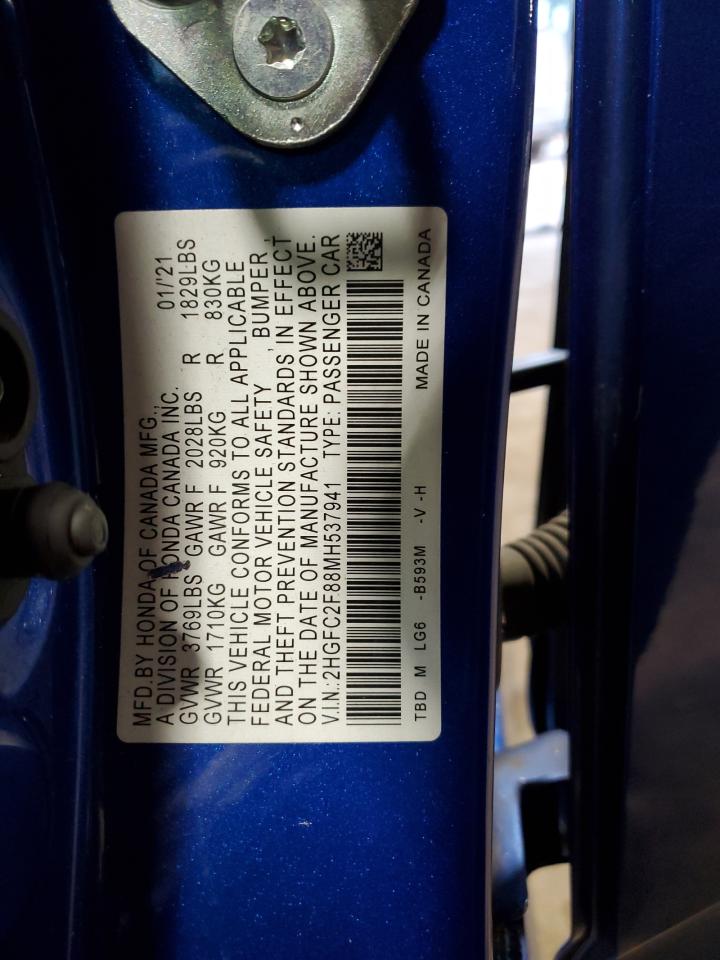 MFD.BY HONDA OF CANADA MFG.,
A DIVISION OF HONDA CANADA INC. 01/'21
GVWR 3769LBS GAWR F 2028LBS R 1829LBS
GVWR 1710KG GAWR F 920KG R 830KG
THIS VEHICLE CONFORMS TO ALL APPLICABLE
FEDERAL MOTOR VEHICLE SAFETY , BUMPER ,
AND THEFT PREVENTION STANDARDS IN EFFECT
ON THE DATE OF MANUFACTURE SHOWN ABOVE.
V.I.N.:2HGFC2F88MH537941 TYPE: PASSENGER CAR
TBD M LG6 -B593M -V -H MADE IN CANADA